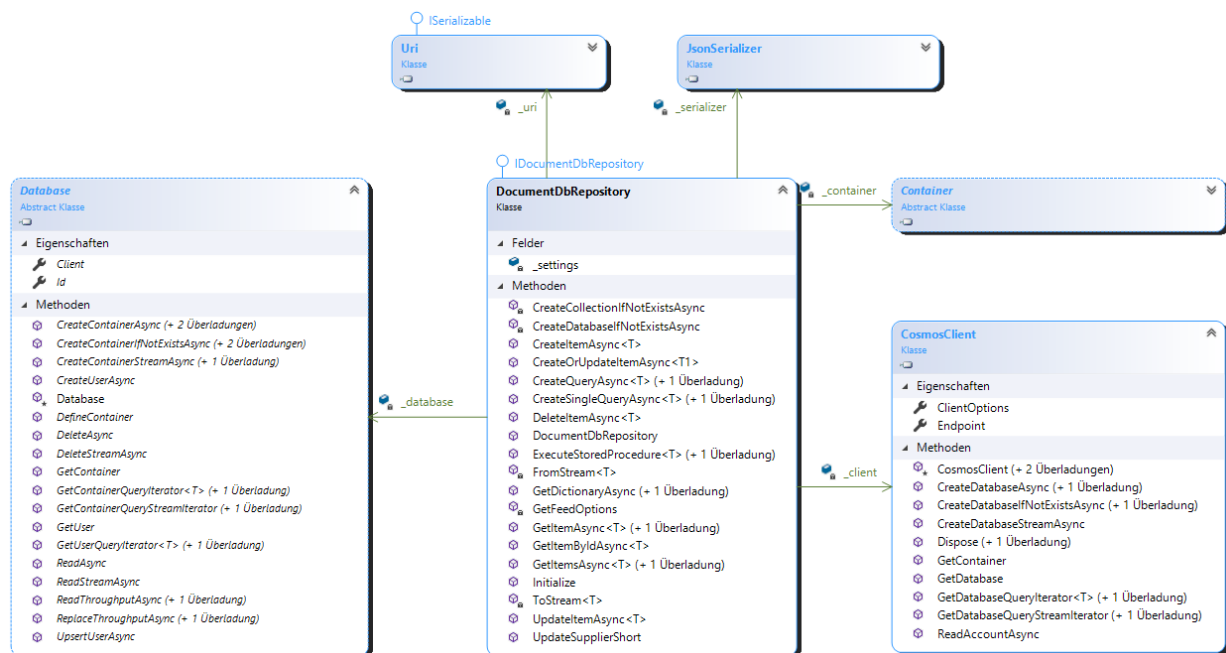 ISerializable
Uri
Klasse
_uri
JsonSerializer
Klasse
_serializer
IDocumentDbRepository
Database
Abstract Klasse
Eigenschaften
Client
Id
Methoden
CreateContainerAsync (+ 2 Überladungen)
CreateContainerIfNotExistsAsync (+ 2 Überladungen)
CreateContainerStreamAsync (+ 1 Überladung)
CreateUserAsync
Database
DefineContainer
DeleteAsync
DeleteStreamAsync
GetContainer
GetContainerQueryIterator<T> (+ 1 Überladung)
GetContainerQueryStreamIterator (+ 1 Überladung)
GetUser
GetUserQueryIterator<T> (+ 1 Überladung)
ReadAsync
ReadStreamAsync
ReadThroughputAsync (+ 1 Überladung)
ReplaceThroughputAsync (+ 1 Überladung)
UpsertUserAsync
_database
DocumentDbRepository
Klasse
Felder
_settings
Methoden
CreateCollectionIfNotExistsAsync
CreateDatabaseIfNotExistsAsync
CreateItemAsync<T>
CreateOrUpdateItemAsync<T1>
CreateQueryAsync<T> (+ 1 Überladung)
CreateSingleQueryAsync<T> (+ 1 Überladung)
DeleteItemAsync<T>
DocumentDbRepository
ExecuteStoredProcedure<T> (+ 1 Überladung)
FromStream<T>
GetDictionaryAsync (+ 1 Überladung)
GetFeedOptions
GetItemAsync<T> (+ 1 Überladung)
GetItemByIdAsync<T>
GetItemsAsync<T> (+ 1 Überladung)
Initialize
ToStream<T>
UpdateItemAsync<T>
UpdateSupplierShort
_container
Container
Abstract Klasse
_client
CosmosClient
Klasse
Eigenschaften
ClientOptions
Endpoint
Methoden
CosmosClient (+ 2 Überladungen)
CreateDatabaseAsync (+ 1 Überladung)
CreateDatabaseIfNotExistsAsync (+ 1 Überladung)
CreateDatabaseStreamAsync
Dispose (+ 1 Überladung)
GetContainer
GetDatabase
GetDatabaseQueryIterator<T> (+ 1 Überladung)
GetDatabaseQueryStreamIterator (+ 1 Überladung)
ReadAccountAsync